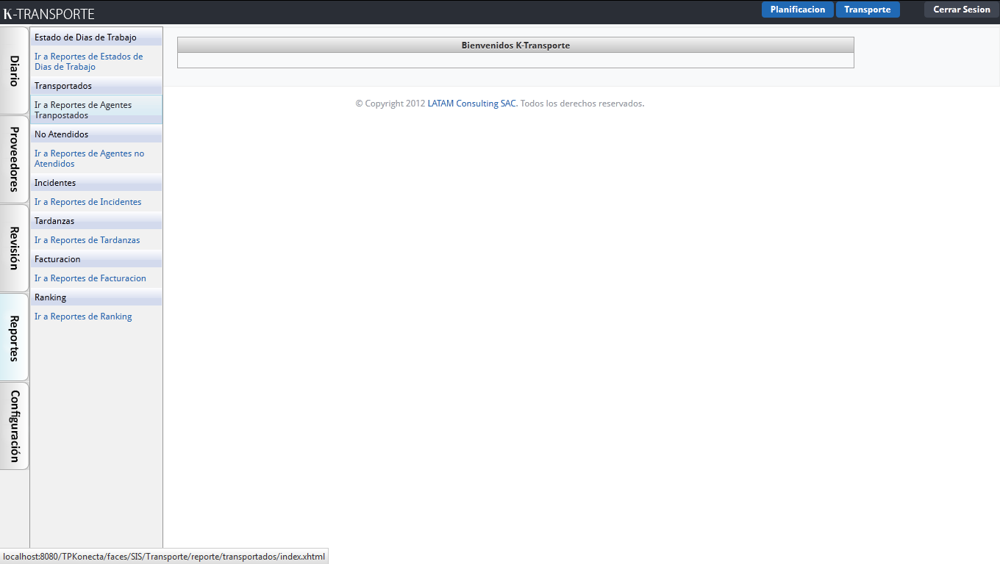 K-TRANSPORTE
Planificacion
Transporte
Cerrar Sesion
Diario
Proveedores
Revisión
Reportes
Configuración
Estado de Dias de Trabajo
Ir a Reportes de Estados de
Dias de Trabajo
Transportados
Ir a Reportes de Agentes
Tranpostados
No Atendidos
Ir a Reportes de Agentes no
Atendidos
Incidentes
Ir a Reportes de Incidentes
Tardanzas
Ir a Reportes de Tardanzas
Facturacion
Ir a Reportes de Facturacion
Ranking
Ir a Reportes de Ranking
Bienvenidos K-Transporte
© Copyright 2012 LATAM Consulting SAC. Todos los derechos reservados.
localhost:8080/TPKonecta/faces/SIS/Transporte/reporte/transportados/index.xhtml